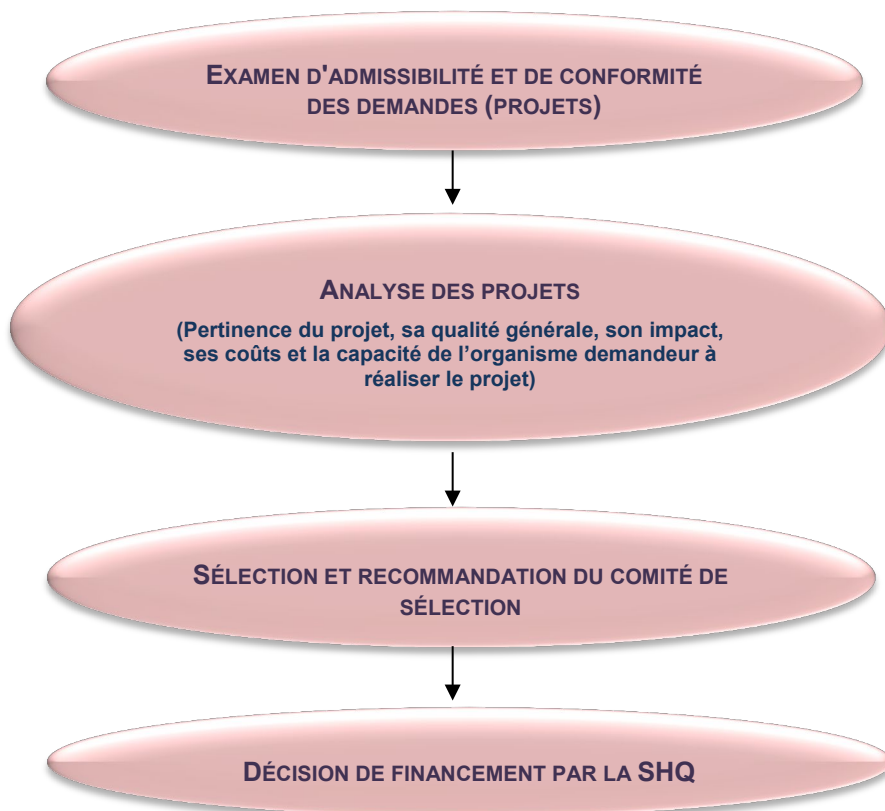 EXAMEN D'ADMISSIBILITÉ ET DE CONFORMITÉ
DES DEMANDES (PROJETS)
ANALYSE DES PROJETS
(Pertinence du projet, sa qualité générale, son impact,
ses coûts et la capacité de l’organisme demandeur à
réaliser le projet)
SÉLECTION ET RECOMMANDATION DU COMITÉ DE
SÉLECTION
DÉCISION DE FINANCEMENT PAR LA SHQ